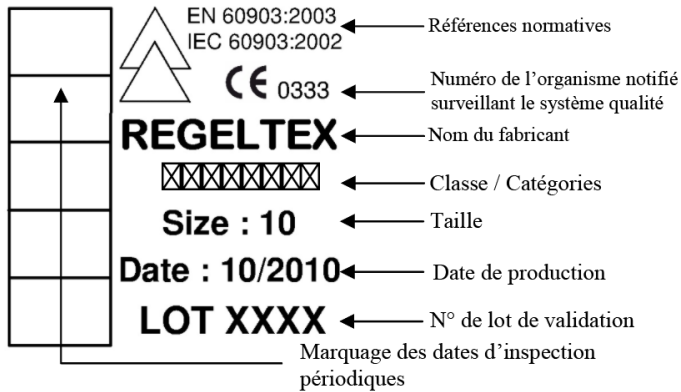 EN 60903:2003
IEC 60903:2002
Références normatives
CE 0333
Numéro de l'organisme notifié
surveillant le système qualité
REGELTEX
Nom du fabricant
Classe / Catégories
Size : 10
Taille
Date : 10/2010
Date de production
LOT XXXX
N° de lot de validation
Marquage des dates d'inspection
périodiques